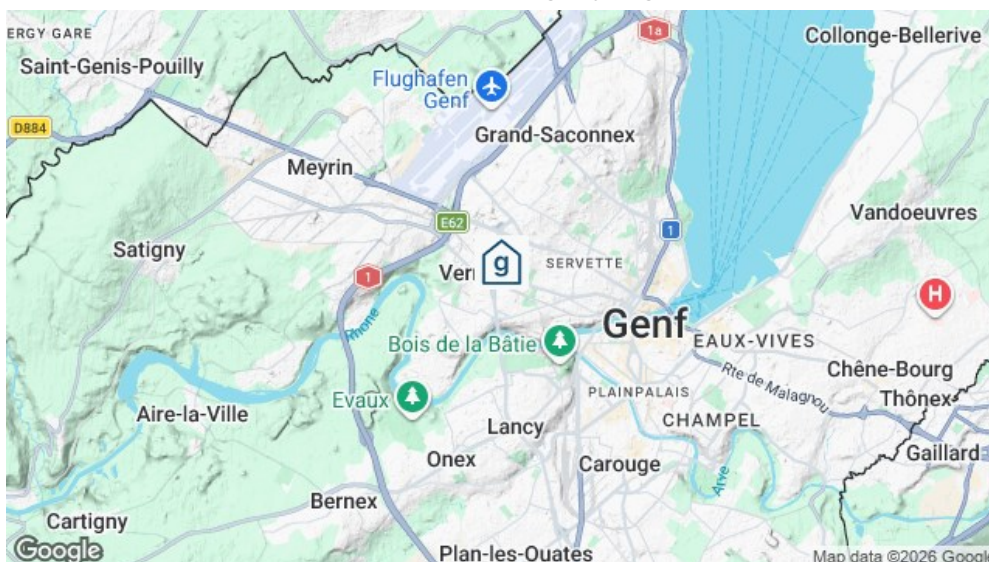 ERGY GARE
1a
Collonge-Bellerive
Saint-Genis-Pouilly
Flughafen
Genf
D884
Grand-Saconnex
Meyrin
Vandoeuvres
E62
1
Satigny
g
SERVETTE
1
Ver
H
Rhone
Genf
Bois de la Bâtie
EAUX-VIVES
Chêne-Bourg
Rte de Malagnou
PLAINPALAIS
Evaux
Thônex
Aire-la-Ville
CHAMPEL
Lancy
Gaillard
Onex
Carouge
Arve
Bernex
Cartigny
Google
Plan-les-Ouates
Map data ©2026 Google